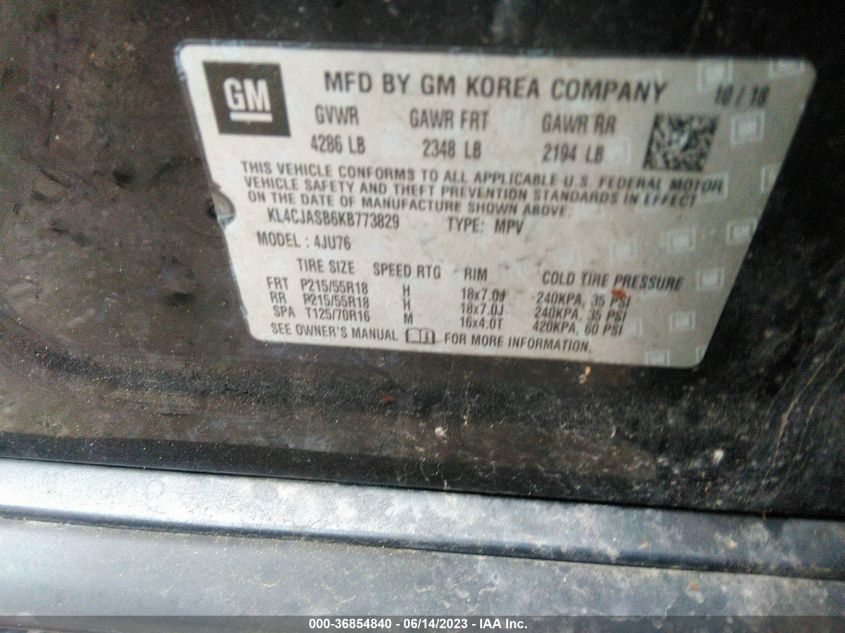 GM
MFD BY GM KOREA COMPANY 10 / 18
GVWR GAWR FRT GAWR RR
4286 LB 2348 LB 2194 LB
THIS VEHICLE CONFORMS TO ALL APPLICABLE U.S. FEDERAL MOTOR
VEHICLE SAFETY AND THEFT PREVENTION STANDARDS IN EFFECT
ON THE DATE OF MANUFACTURE SHOWN ABOVE.
KL4CJASB6KB773829 TYPE: MPV
MODEL : 4JU76
TIRE SIZE SPEED RTG RIM COLD TIRE PRESSURE
FRT P215/55R18 H 18x7.0J 240KPA, 35 PSI
RR P215/55R18 H 18x7.0J 240KPA, 35 PSI
SPA T125/70R16 M 16x4.0T 420KPA, 60 PSI
SEE OWNER'S MANUAL FOR MORE INFORMATION.
000-36854840 - 06/14/2023 - IAA Inc.